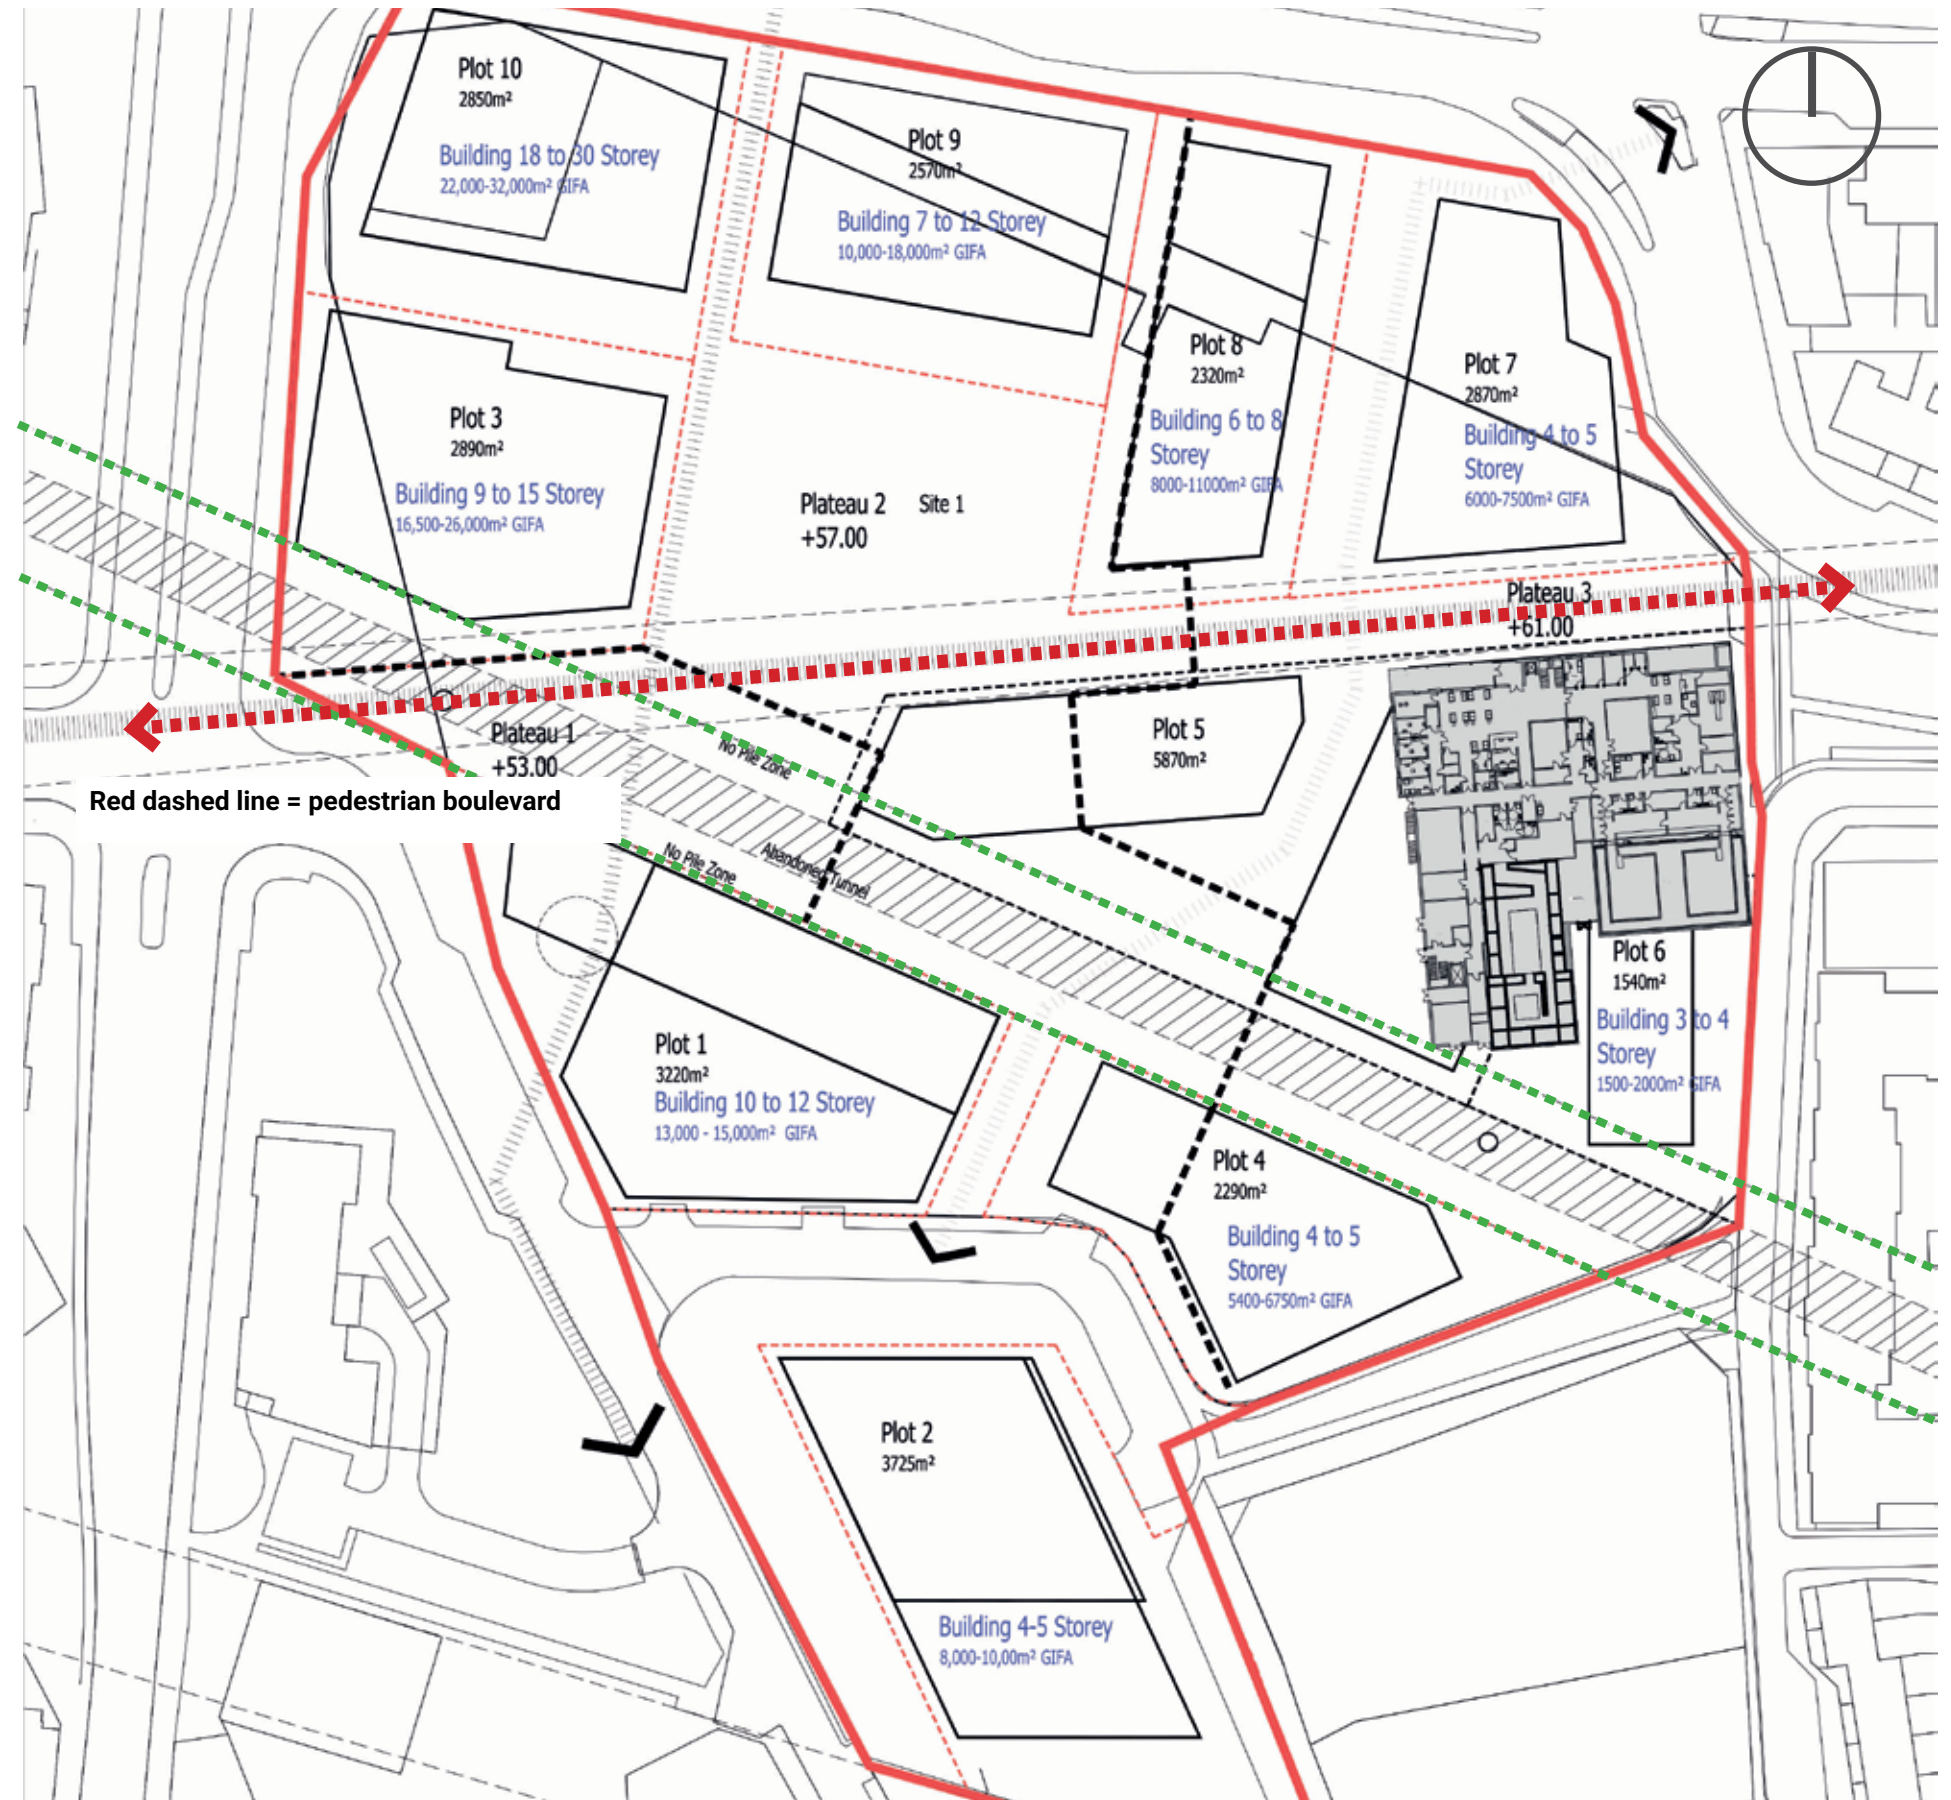 Plot 10
2850m²
Building 18 to 30 Storey
22,000-32,000m² GIFA
Plot 9
2570m²
Building 7 to 12 Storey
10,000-18,000m² GIFA
Plot 8
2320m²
Building 6 to 8
Storey
8000-11000m² GIFA
Plot 7
2870m²
Building 4 to 5
Storey
6000-7500m² GIFA
Plot 3
2890m²
Building 9 to 15 Storey
16,500-26,000m² GIFA
Plateau 2 Site 1
+57.00
Plateau 3
+61.00
Plateau 1
+53.00
No Pile Zone
Plot 5
5870m²
Red dashed line = pedestrian boulevard
No Pile Zone
Abandoned Tunnel
Plot 6
1540m²
Building 3 to 4
Storey
1500-2000m² GIFA
Plot 1
3220m²
Building 10 to 12 Storey
13,000 - 15,000m² GIFA
Plot 4
2290m²
Building 4 to 5
Storey
5400-6750m² GIFA
Plot 2
3725m²
Building 4-5 Storey
8,000-10,00m² GIFA